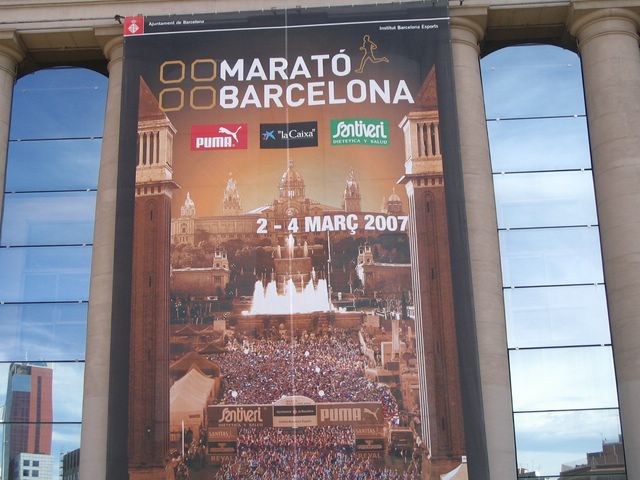 Ajuntament de Barcelona
Institut Barcelona Esports
MARATÓ
BARCELONA
PUMA
"la Caixa"
Santiveri
DIETETICA Y SALUD
2 - 4 MARÇ 2007
Santiveri
PUMA